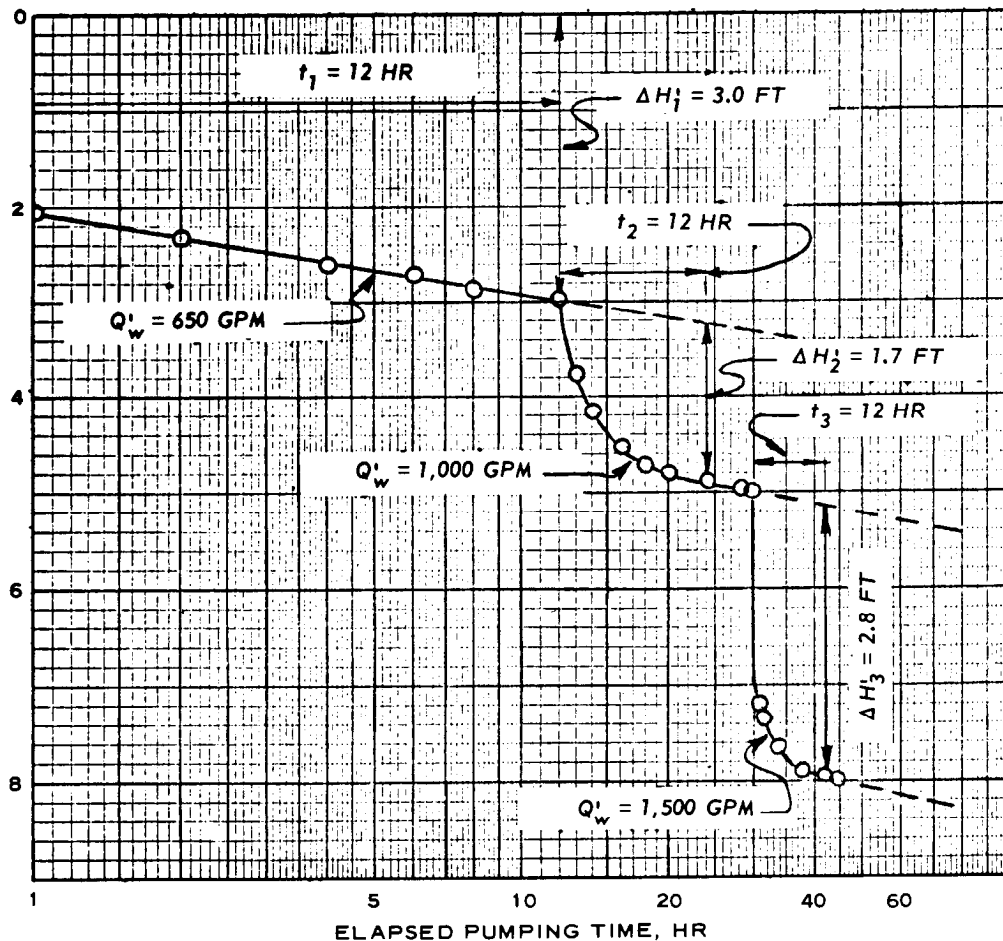 0
t₁ = 12 HR
ΔH'₁ = 3.0 FT
2
t₂ = 12 HR
Q'w = 650 GPM
ΔH'₂ = 1.7 FT
4
t₃ = 12 HR
Q'w = 1,000 GPM
6
ΔH'₃ = 2.8 FT
8
Q'w = 1,500 GPM
1
5
10
20
40
60
ELAPSED PUMPING TIME, HR